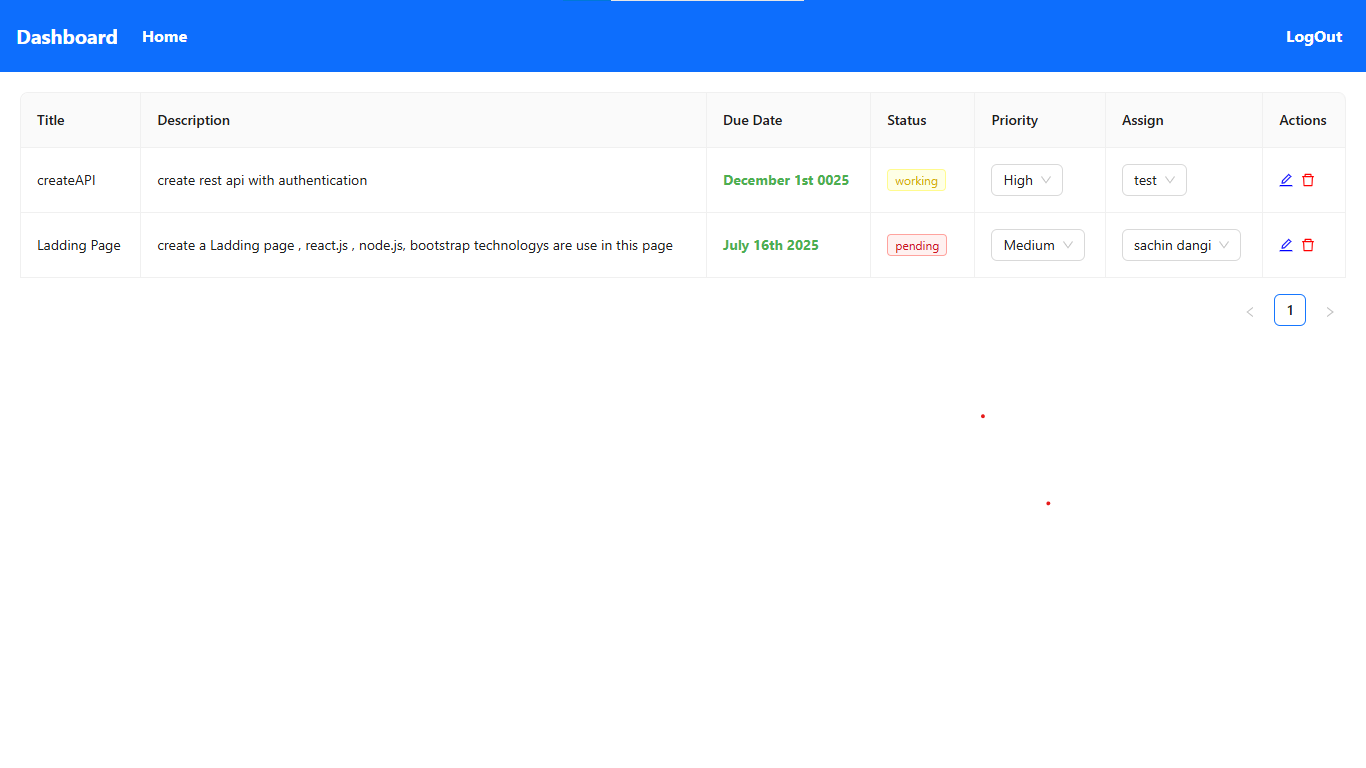 Dashboard Home LogOut
Title Description Due Date Status Priority Assign Actions
createAPI create rest api with authentication December 1st 0025 working High test
Ladding Page create a Ladding page , react.js , node.js, bootstrap technologys are use in this page July 16th 2025 pending Medium sachin dangi
1